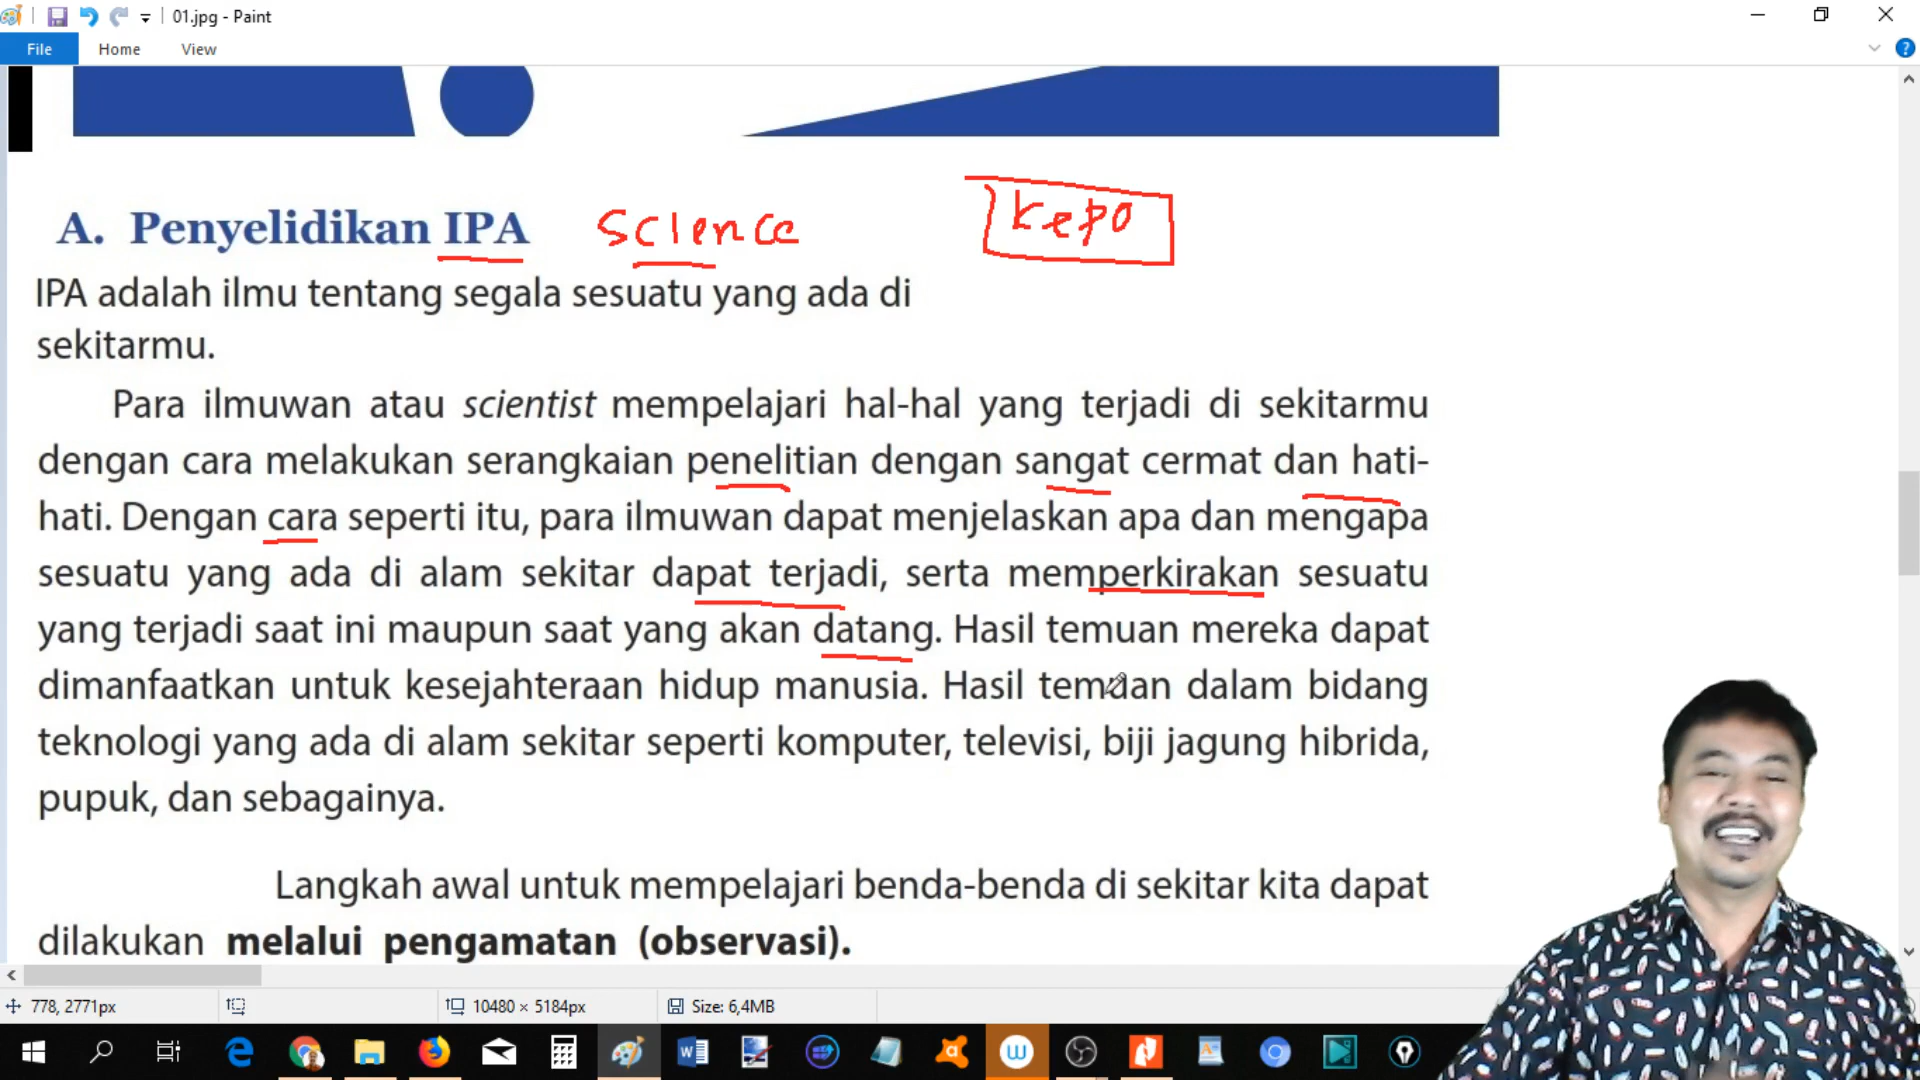 01.jpg - Paint
File Home View
A. Penyelidikan IPA science kepo
IPA adalah ilmu tentang segala sesuatu yang ada di
sekitarmu.
Para ilmuwan atau scientist mempelajari hal-hal yang terjadi di sekitarmu
dengan cara melakukan serangkaian penelitian dengan sangat cermat dan hati-
hati. Dengan cara seperti itu, para ilmuwan dapat menjelaskan apa dan mengapa
sesuatu yang ada di alam sekitar dapat terjadi, serta memperkirakan sesuatu
yang terjadi saat ini maupun saat yang akan datang. Hasil temuan mereka dapat
dimanfaatkan untuk kesejahteraan hidup manusia. Hasil temuan dalam bidang
teknologi yang ada di alam sekitar seperti komputer, televisi, biji jagung hibrida,
pupuk, dan sebagainya.
Langkah awal untuk mempelajari benda-benda di sekitar kita dapat
dilakukan melalui pengamatan (observasi).
778, 2771px 10480 × 5184px Size: 6,4MB